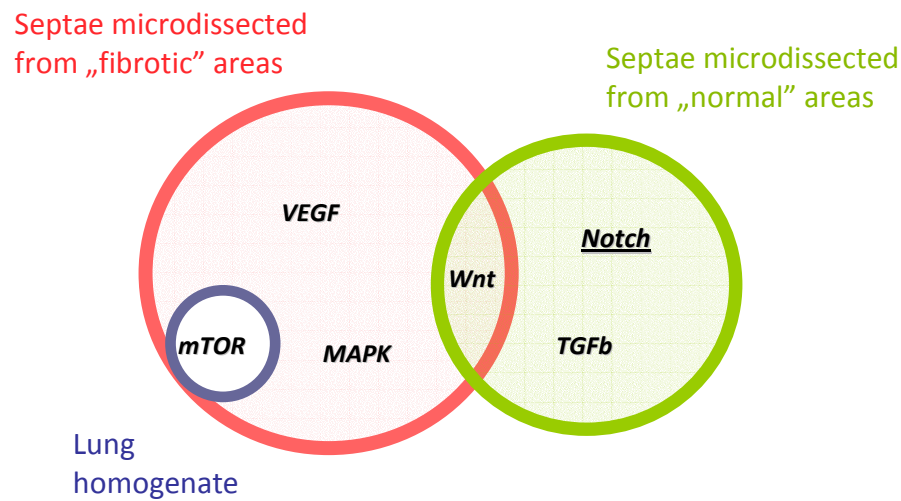 Septae microdissected
from „fibrotic” areas
Septae microdissected
from „normal” areas
VEGF
Notch
Wnt
mTOR
MAPK
TGFb
Lung
homogenate